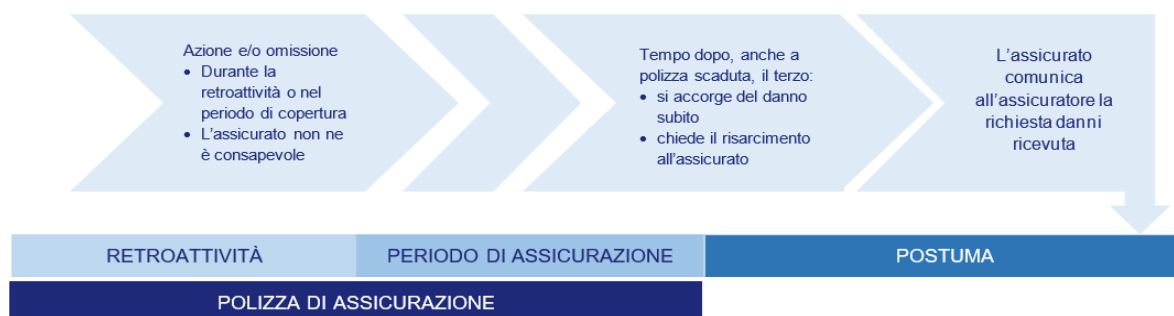 Azione e/o omissione
• Durante la
retroattività o nel
periodo di copertura
• L'assicurato non ne
è consapevole
Tempo dopo, anche a
polizza scaduta, il terzo:
• si accorge del danno
subito
• chiede il risarcimento
all'assicurato
L'assicurato
comunica
all'assicuratore la
richiesta danni
ricevuta
RETROATTIVITÀ
PERIODO DI ASSICURAZIONE
POSTUMA
POLIZZA DI ASSICURAZIONE